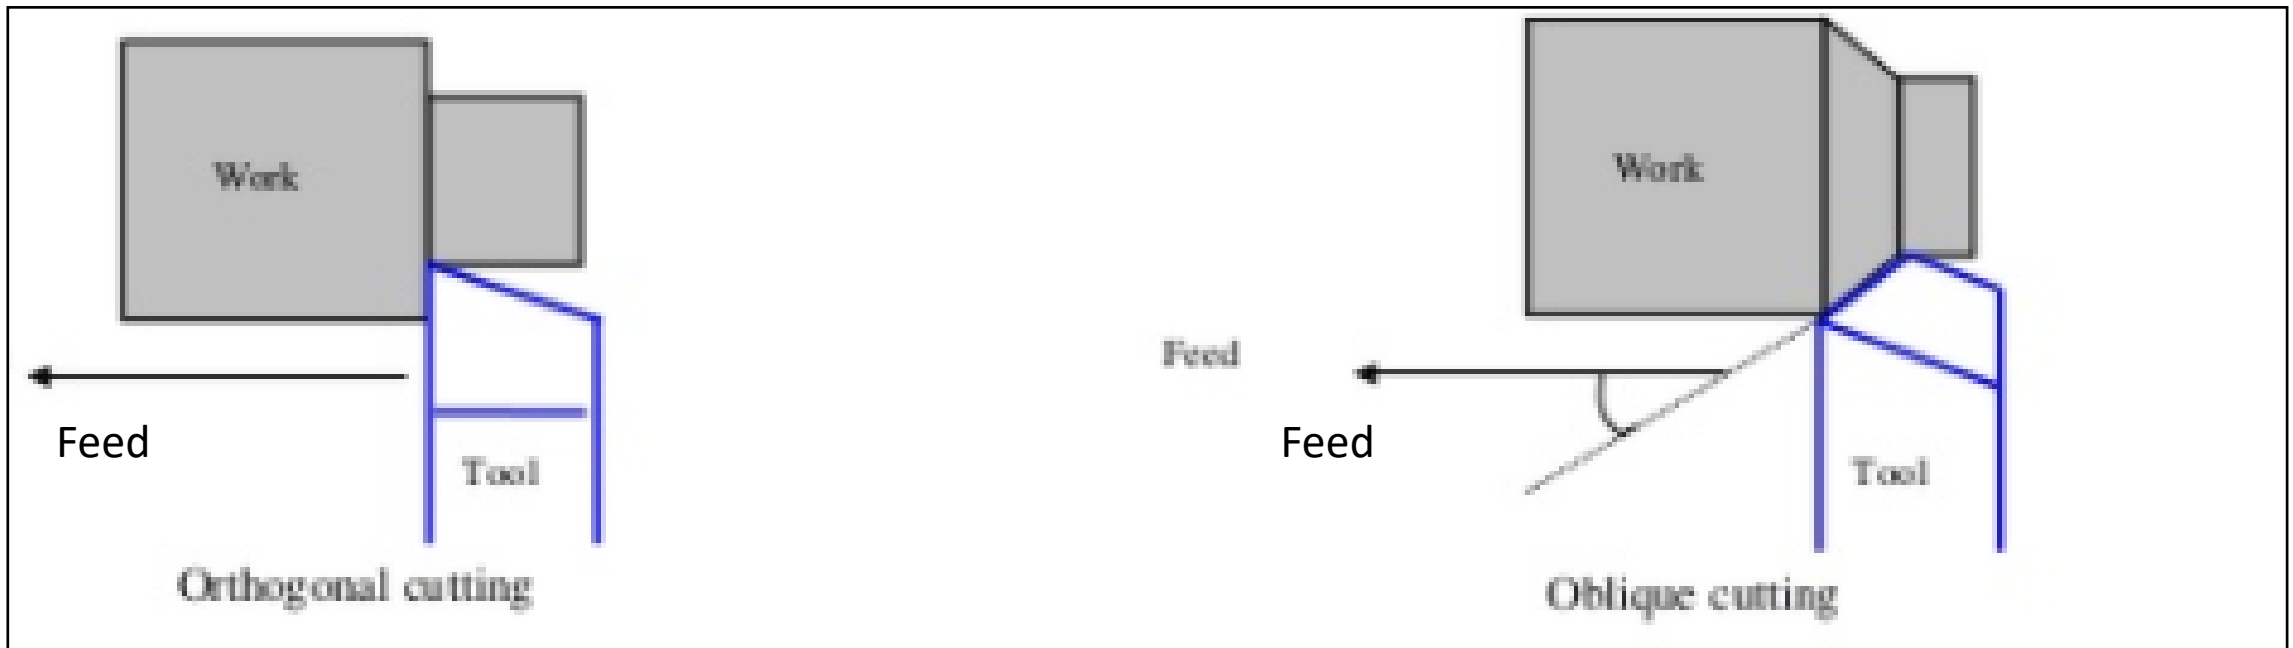 Work
Feed
Tool
Orthogonal cutting
Work
Feed
Feed
Tool
Oblique cutting